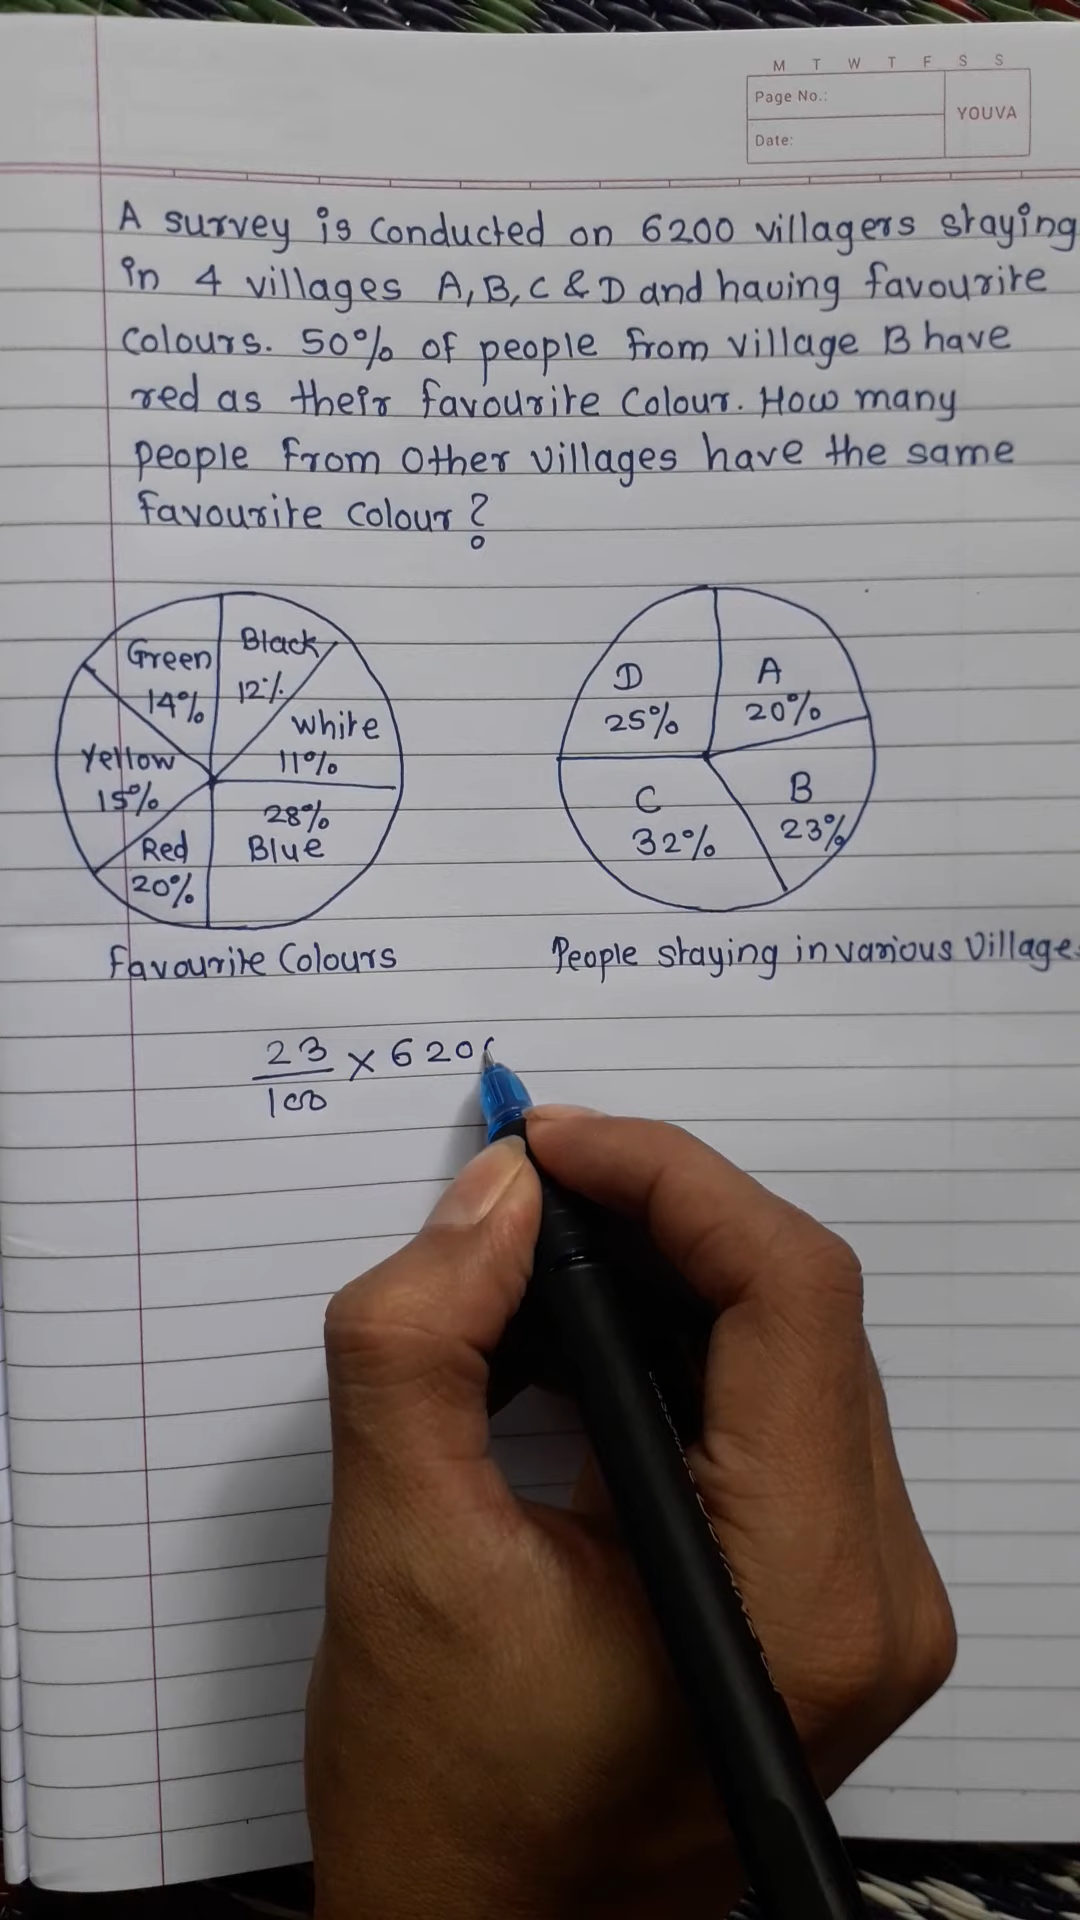 M T W T F S S
Page No.:
YOUVA
Date:
A survey is conducted on 6200 villagers staying
in 4 villages A, B, C & D and having favourite
colours. 50% of people from village B have
red as their favourite colour. How many
people from other villages have the same
favourite colour?
Green
14%
Black
12%
White
11%
Yellow
15%
28%
Blue
Red
20%
D
25%
A
20%
C
32%
B
23%
Favourite Colours
People staying in various Village
23
100
× 620